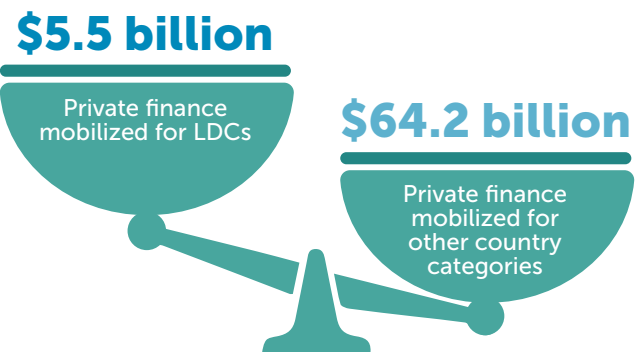 $5.5 billion
Private finance
mobilized for LDCs
$64.2 billion
Private finance
mobilized for
other country
categories